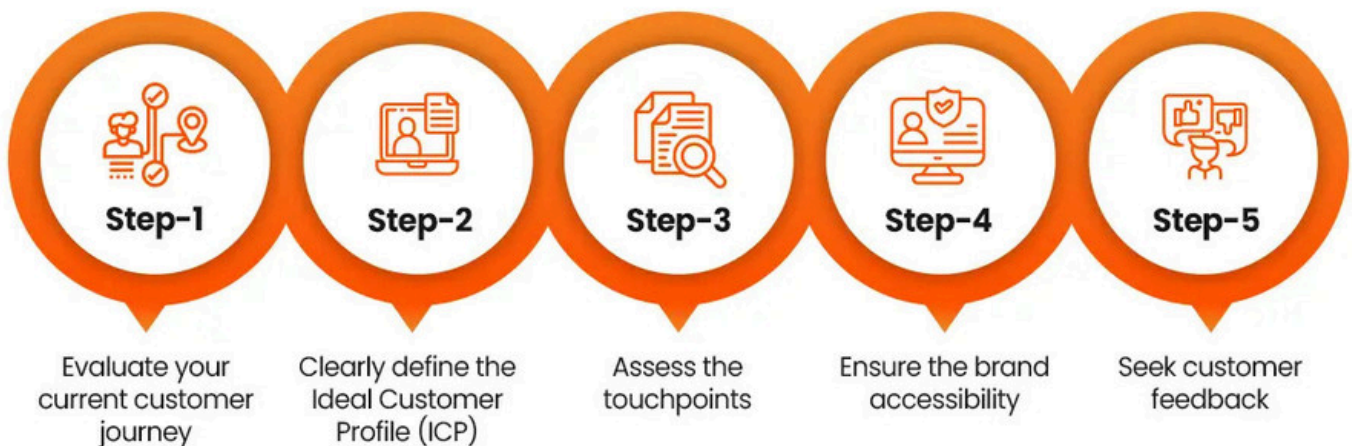 Step-1
Step-2
Step-3
Step-4
Step-5
Evaluate your
current customer
journey
Clearly define the
Ideal Customer
Profile (ICP)
Assess the
touchpoints
Ensure the brand
accessibility
Seek customer
feedback